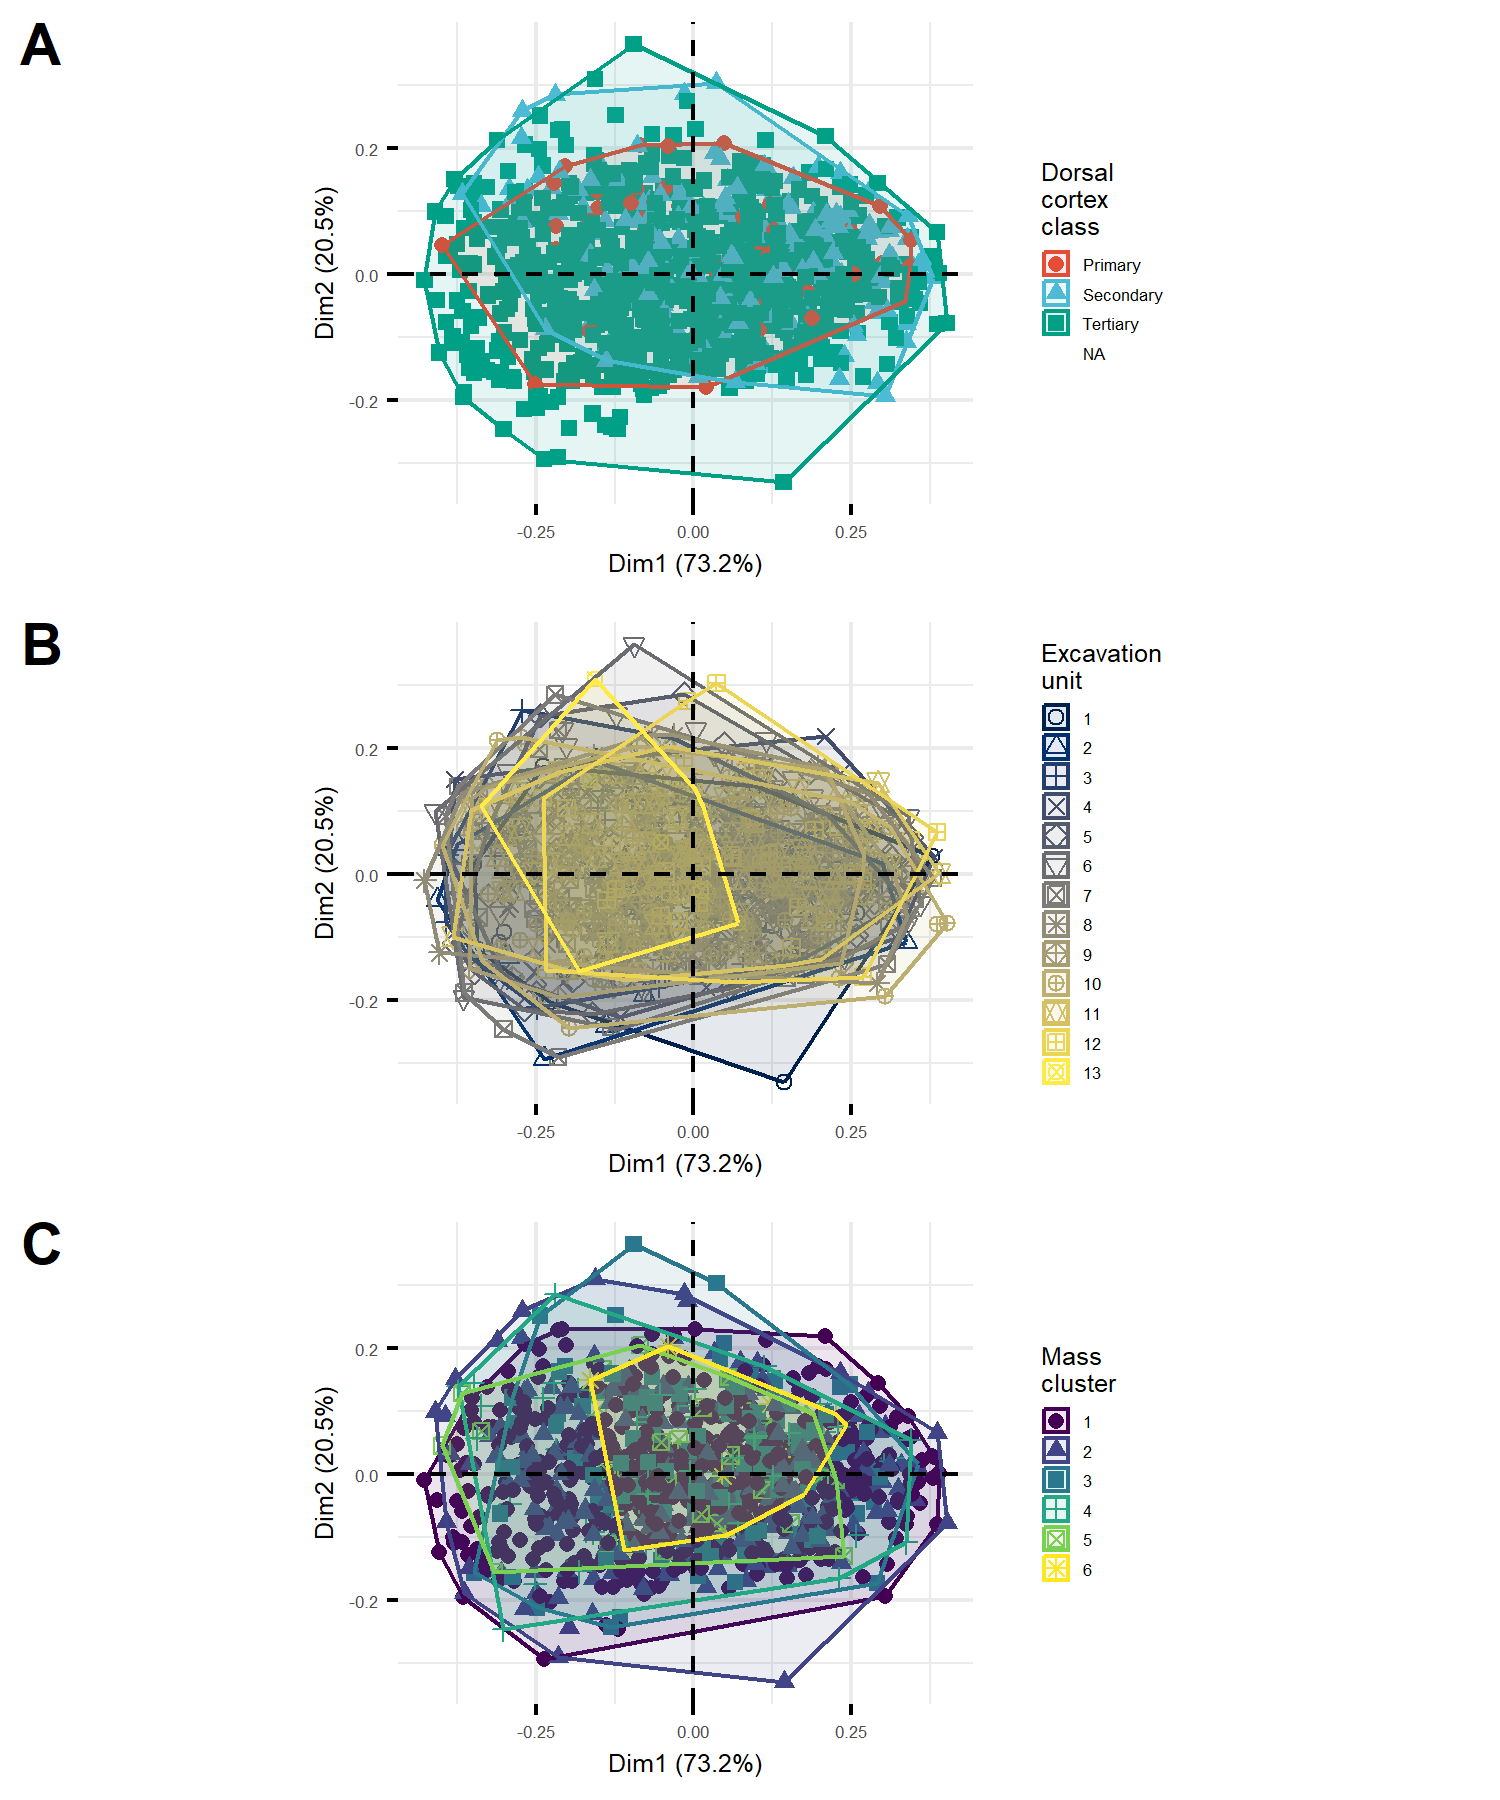 A
Dim2 (20.5%)
0.2
0.0
-0.2
-0.25
0.00
0.25
Dim1 (73.2%)
Dorsal
cortex
class
Primary
Secondary
Tertiary
NA
B
Dim2 (20.5%)
0.2
0.0
-0.2
-0.25
0.00
0.25
Dim1 (73.2%)
Excavation
unit
1
2
3
4
5
6
7
8
9
10
11
12
13
C
Dim2 (20.5%)
0.2
0.0
-0.2
-0.25
0.00
0.25
Dim1 (73.2%)
Mass
cluster
1
2
3
4
5
6